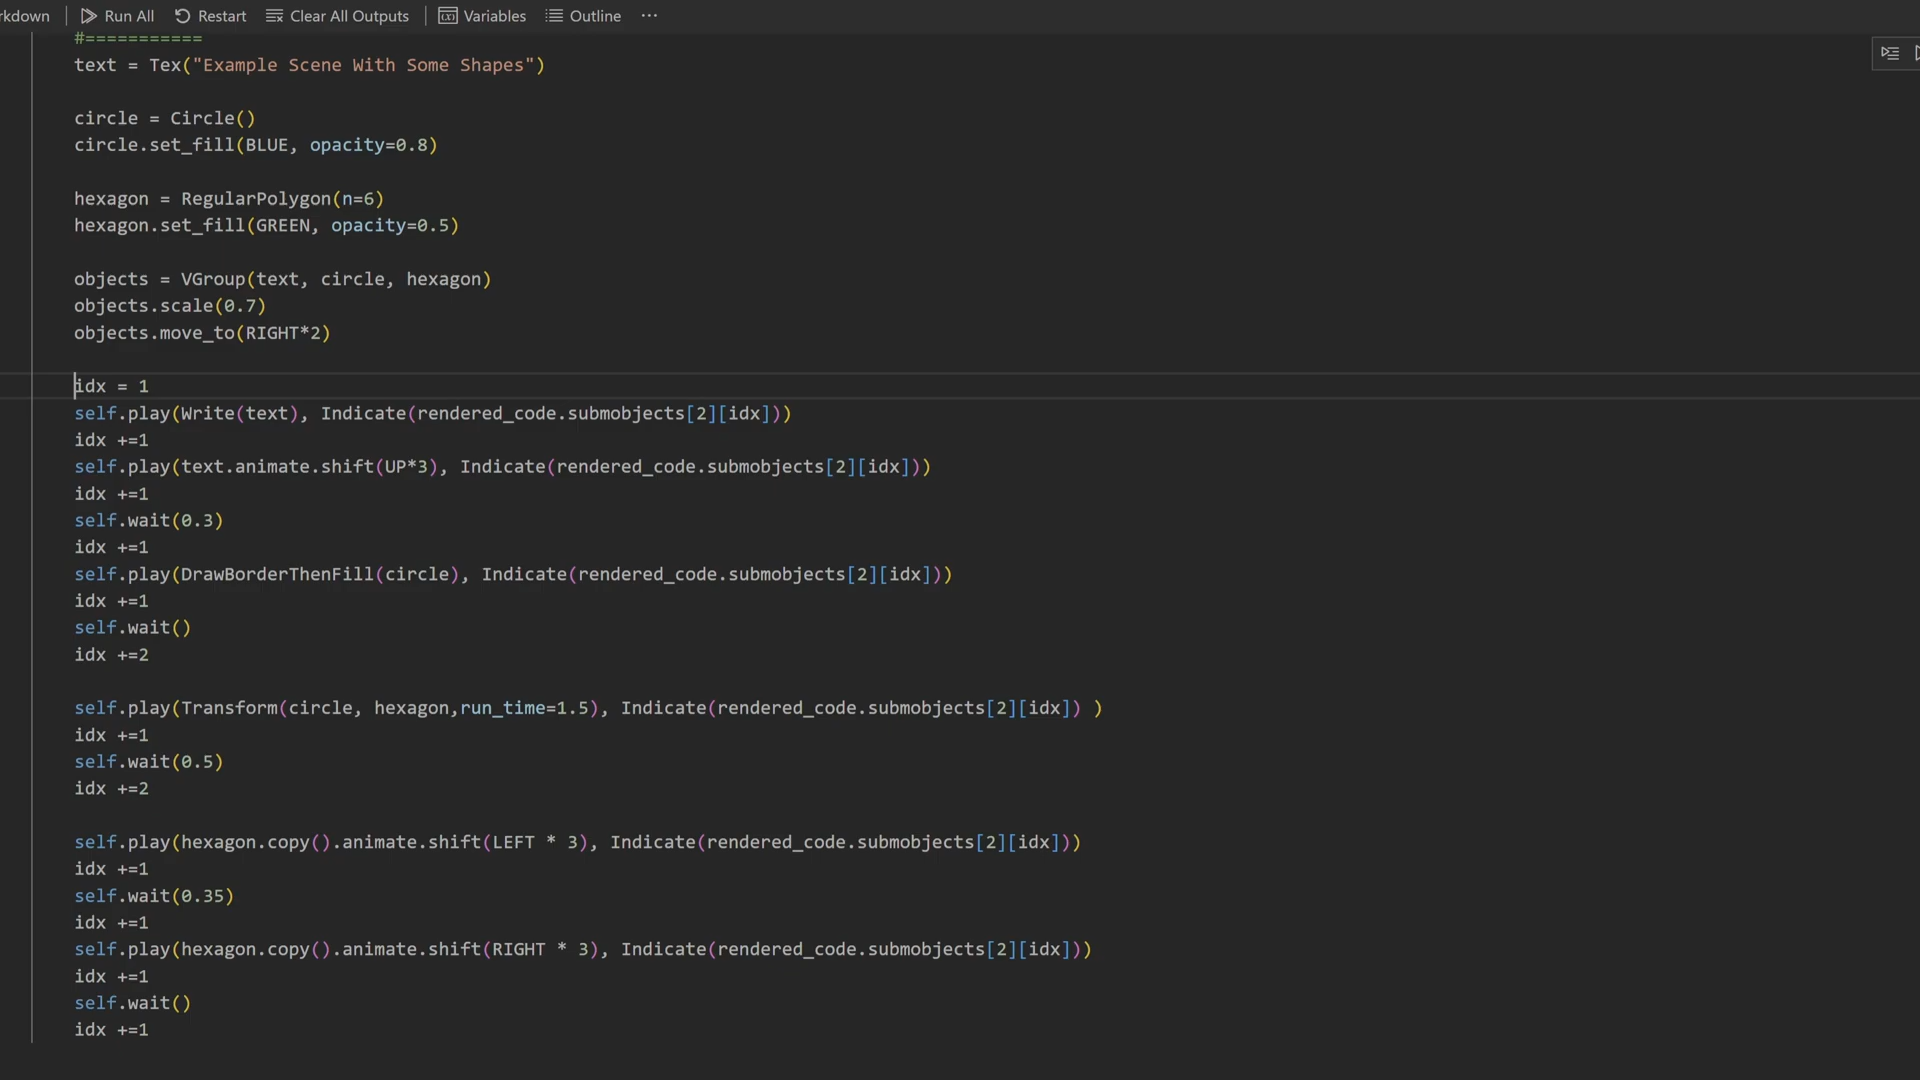 rkdown Run All Restart Clear All Outputs Variables Outline ···
#===========
text = Tex("Example Scene With Some Shapes")
circle = Circle()
circle.set_fill(BLUE, opacity=0.8)
hexagon = RegularPolygon(n=6)
hexagon.set_fill(GREEN, opacity=0.5)
objects = VGroup(text, circle, hexagon)
objects.scale(0.7)
objects.move_to(RIGHT*2)
idx = 1
self.play(Write(text), Indicate(rendered_code.submobjects[2][idx]))
idx +=1
self.play(text.animate.shift(UP*3), Indicate(rendered_code.submobjects[2][idx]))
idx +=1
self.wait(0.3)
idx +=1
self.play(DrawBorderThenFill(circle), Indicate(rendered_code.submobjects[2][idx]))
idx +=1
self.wait()
idx +=2
self.play(Transform(circle, hexagon,run_time=1.5), Indicate(rendered_code.submobjects[2][idx]) )
idx +=1
self.wait(0.5)
idx +=2
self.play(hexagon.copy().animate.shift(LEFT * 3), Indicate(rendered_code.submobjects[2][idx]))
idx +=1
self.wait(0.35)
idx +=1
self.play(hexagon.copy().animate.shift(RIGHT * 3), Indicate(rendered_code.submobjects[2][idx]))
idx +=1
self.wait()
idx +=1